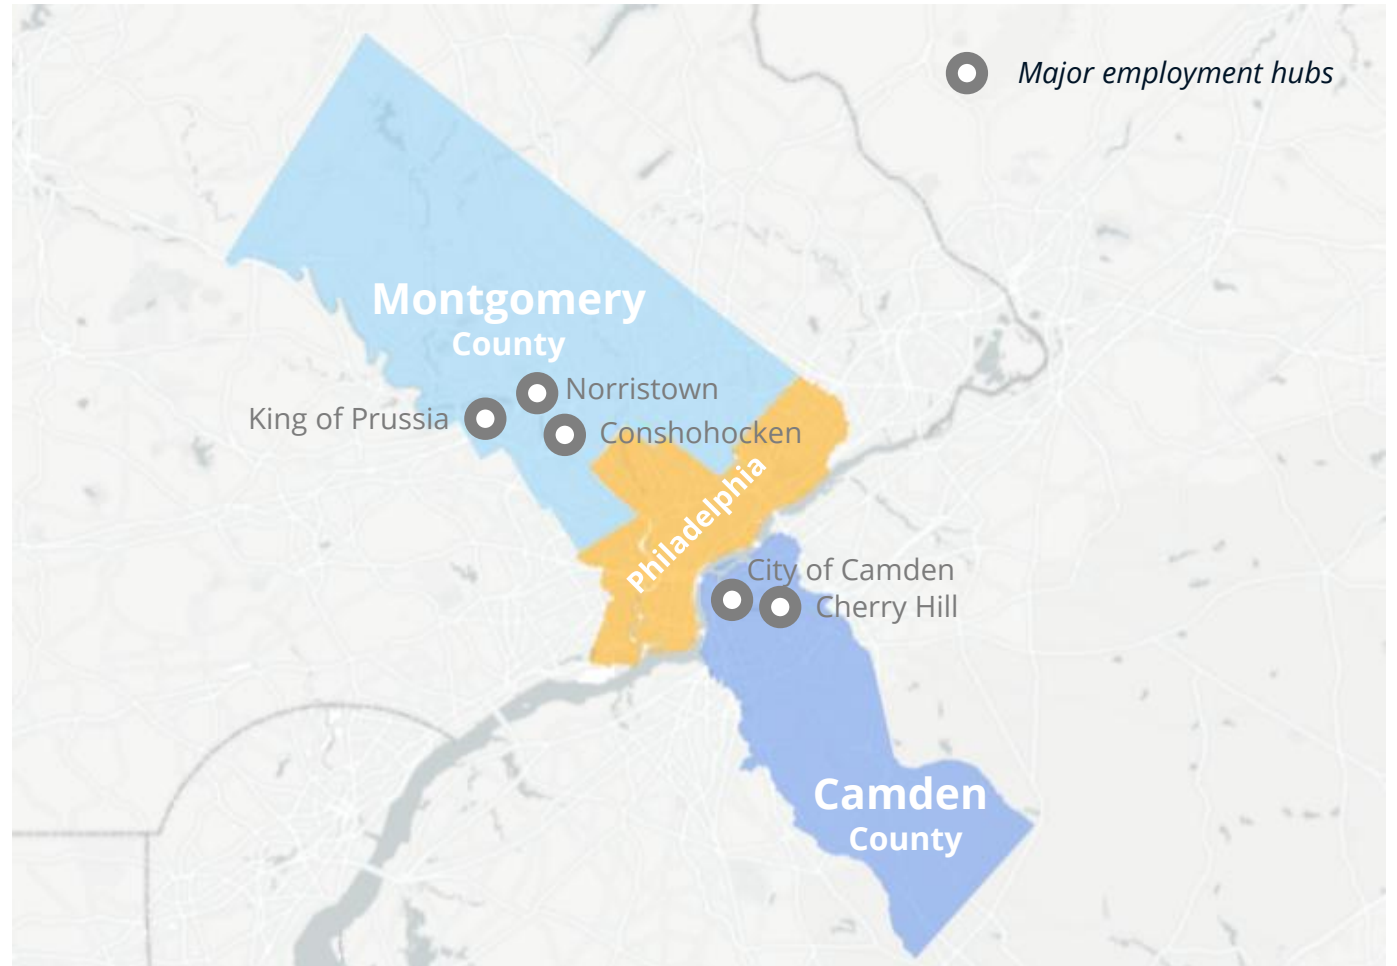 Major employment hubs
Montgomery
County
Norristown
King of Prussia
Conshohocken
Philadelphia
City of Camden
Cherry Hill
Camden
County